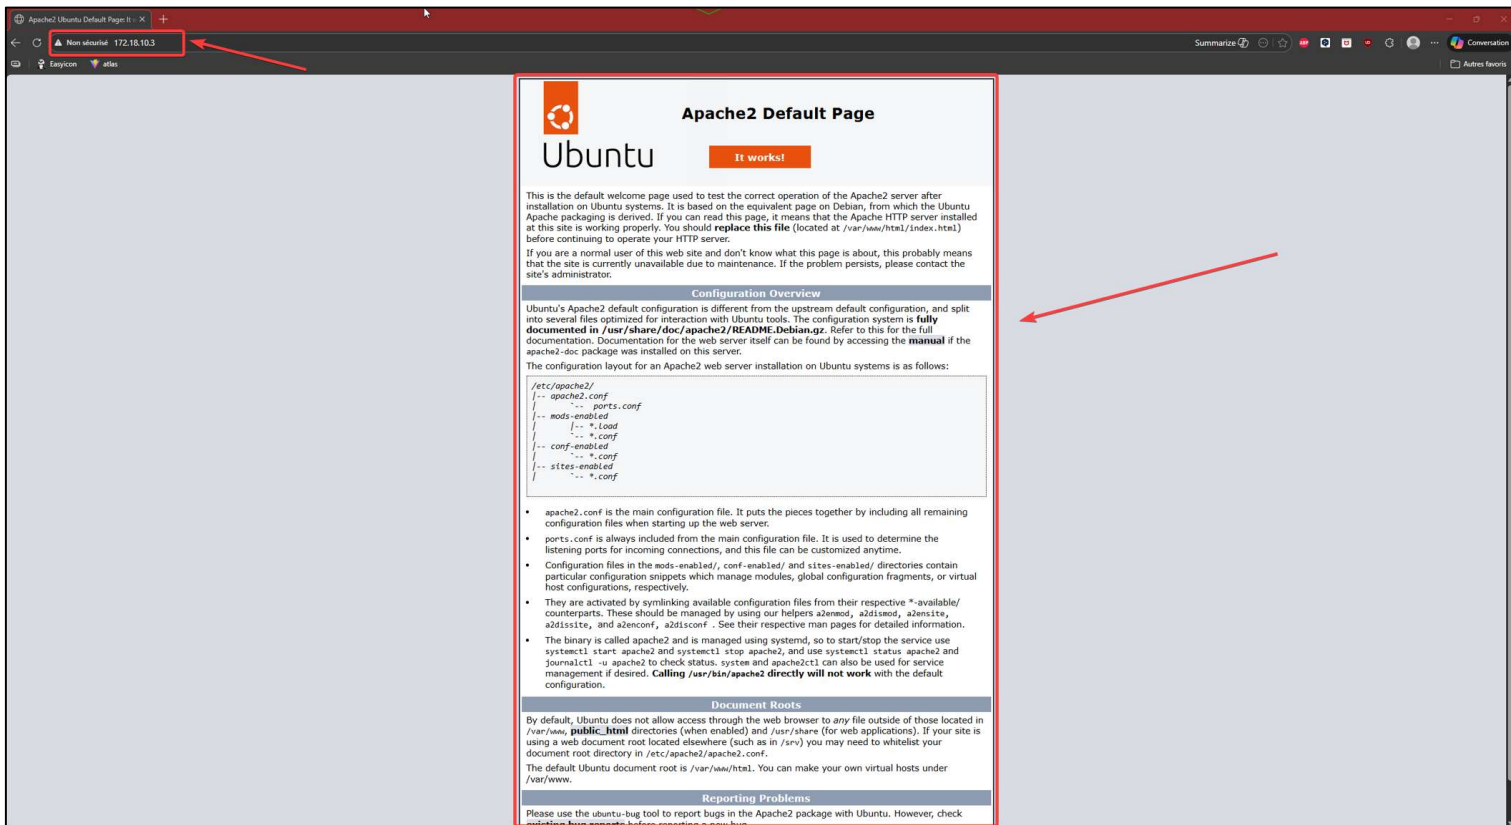 Apache2 Ubuntu Default Page: It
Non sécurisé 172.18.10.3
Summarize
Conversation
Easyicon
atlas
Autres favoris
Ubuntu
Apache2 Default Page
It works!
This is the default welcome page used to test the correct operation of the Apache2 server after
installation on Ubuntu systems. It is based on the equivalent page on Debian, from which the Ubuntu
Apache packaging is derived. If you can read this page, it means that the Apache HTTP server installed
at this site is working properly. You should replace this file (located at /var/www/html/index.html)
before continuing to operate your HTTP server.
If you are a normal user of this web site and don't know what this page is about, this probably means
that the site is currently unavailable due to maintenance. If the problem persists, please contact the
site's administrator.
Configuration Overview
Ubuntu's Apache2 default configuration is different from the upstream default configuration, and split
into several files optimized for interaction with Ubuntu tools. The configuration system is fully
documented in /usr/share/doc/apache2/README.Debian.gz. Refer to this for the full
documentation. Documentation for the web server itself can be found by accessing the manual if the
apache2-doc package was installed on this server.
The configuration layout for an Apache2 web server installation on Ubuntu systems is as follows:
/etc/apache2/
|-- apache2.conf
|       `--  ports.conf
|-- mods-enabled
|       |-- *.load
|       `-- *.conf
|-- conf-enabled
|       `-- *.conf
|-- sites-enabled
|       `-- *.conf
• apache2.conf is the main configuration file. It puts the pieces together by including all remaining
configuration files when starting up the web server.
• ports.conf is always included from the main configuration file. It is used to determine the
listening ports for incoming connections, and this file can be customized anytime.
• Configuration files in the mods-enabled/, conf-enabled/ and sites-enabled/ directories contain
particular configuration snippets which manage modules, global configuration fragments, or virtual
host configurations, respectively.
• They are activated by symlinking available configuration files from their respective *-available/
counterparts. These should be managed by using our helpers a2enmod, a2dismod, a2ensite,
a2dissite, and a2enconf, a2disconf . See their respective man pages for detailed information.
• The binary is called apache2 and is managed using systemd, so to start/stop the service use
systemctl start apache2 and systemctl stop apache2, and use systemctl status apache2 and
journalctl -u apache2 to check status. system and apache2ctl can also be used for service
management if desired. Calling /usr/bin/apache2 directly will not work with the default
configuration.
Document Roots
By default, Ubuntu does not allow access through the web browser to any file outside of those located in
/var/www, public_html directories (when enabled) and /usr/share (for web applications). If your site is
using a web document root located elsewhere (such as in /srv) you may need to whitelist your
document root directory in /etc/apache2/apache2.conf.
The default Ubuntu document root is /var/www/html. You can make your own virtual hosts under
/var/www.
Reporting Problems
Please use the ubuntu-bug tool to report bugs in the Apache2 package with Ubuntu. However, check
existing bug reports before reporting a new bug.